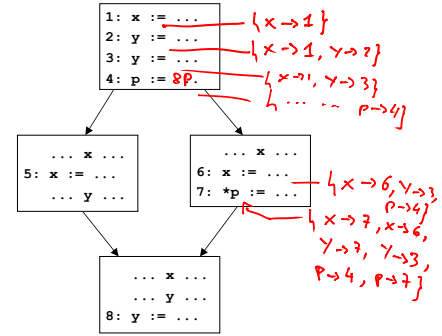 1: x := ... {x→1}
2: y := ...
3: y := ... {x→1, y→2}
4: p := &p. {x→1, y→3}
{ ... ... p→4}
... x ...
5: x := ...
... y ...
... x ...
6: x := ...
7: *p := ...
{x→6, y→3,
p→4}
{x→7, x→6,
y→7, y→3,
p→4, p→7}
... x ...
... y ...
8: y := ...